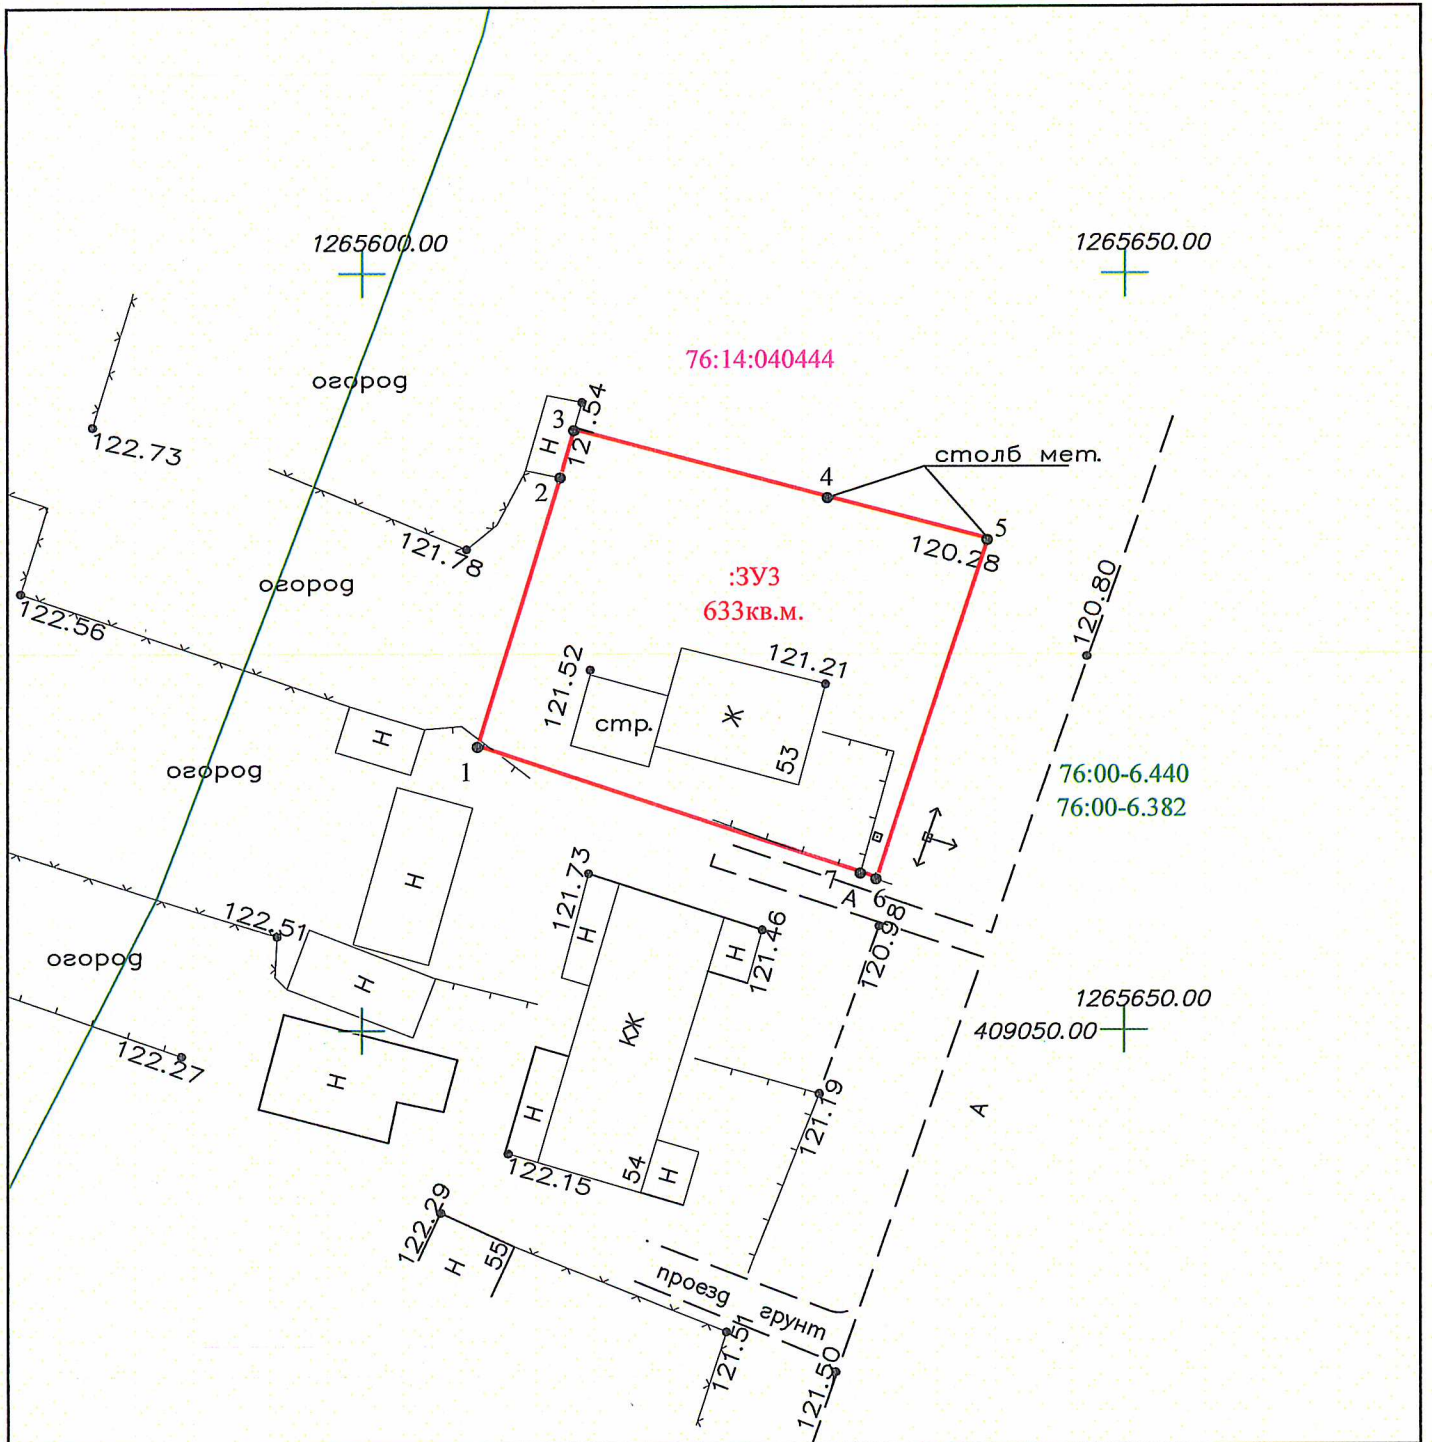 1265600.00
1265650.00
76:14:040444
огород
121.54
3
Н
122.73
столб мет.
4
2
5
120.28
121.78
:ЗУ3
633кв.м.
огород
120.80
122.56
121.52
121.21
стр.
Ж
53
Н
1
огород
76:00-6.440
76:00-6.382
Н
121.73
7
А
6
120.98
122.51
Н
Н
121.46
огород
Н
1265650.00
409050.00
КЖ
122.27
Н
Н
121.19
А
54
Н
122.15
122.29
Н
55
проезд грунт
121.51
121.50